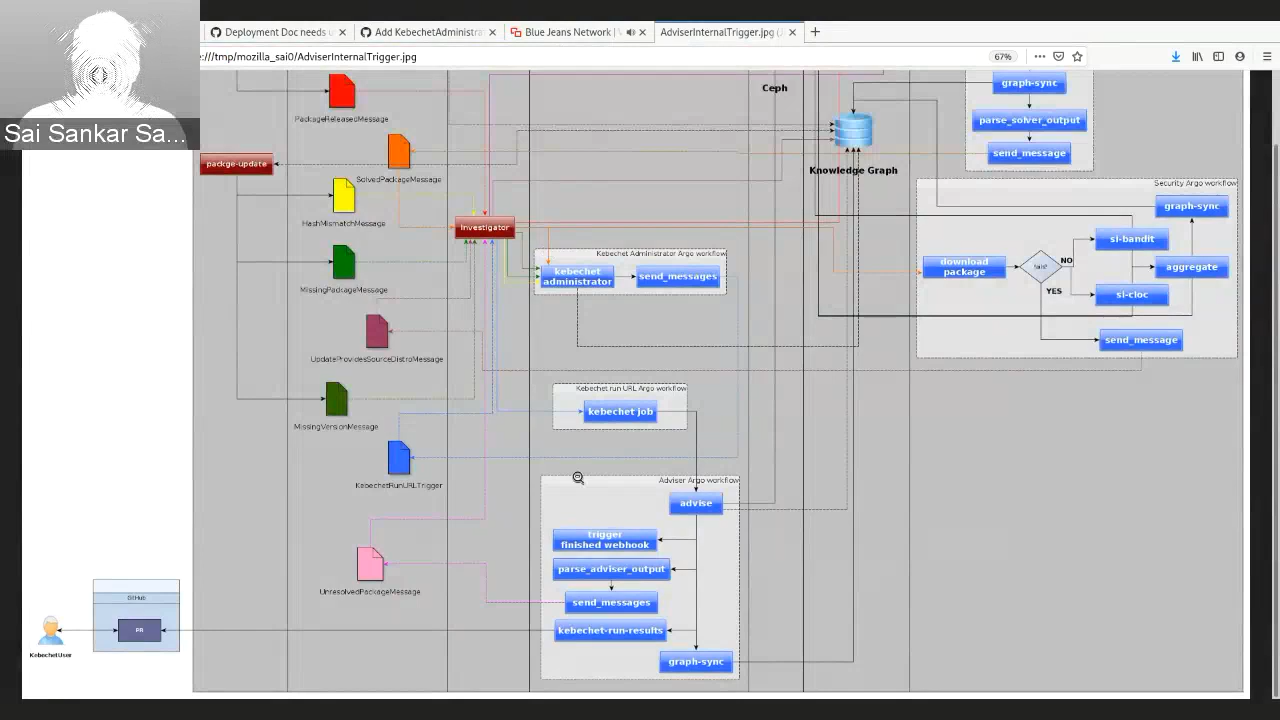 Deployment Doc needs u
Add KebechetAdministra
Blue Jeans Network |
AdviserInternalTrigger.jpg (J
:///tmp/mozilla_sai0/AdviserInternalTrigger.jpg
67%
Sai Sankar Sa...
Ceph
graph-sync
PackageReleasedMessage
parse_solver_output
send_message
packge-update
SolvedPackageMessage
Knowledge Graph
Security Argo workflow
HashMismatchMessage
graph-sync
Investigator
si-bandit
Kebechet Administrator Argo workflow
NO
kebechet
administrator
send_messages
download
package
aggregate
MissingPackageMessage
YES
si-cloc
send_message
UpdateProvidesSourceDistroMessage
Kebechet run URL Argo workflow
kebechet job
MissingVersionMessage
KebechetRunURLTrigger
Adviser Argo workflow
advise
trigger
finished webhook
parse_adviser_output
UnresolvedPackageMessage
send_messages
GitHub
PR
kebechet-run-results
KebechetUser
graph-sync